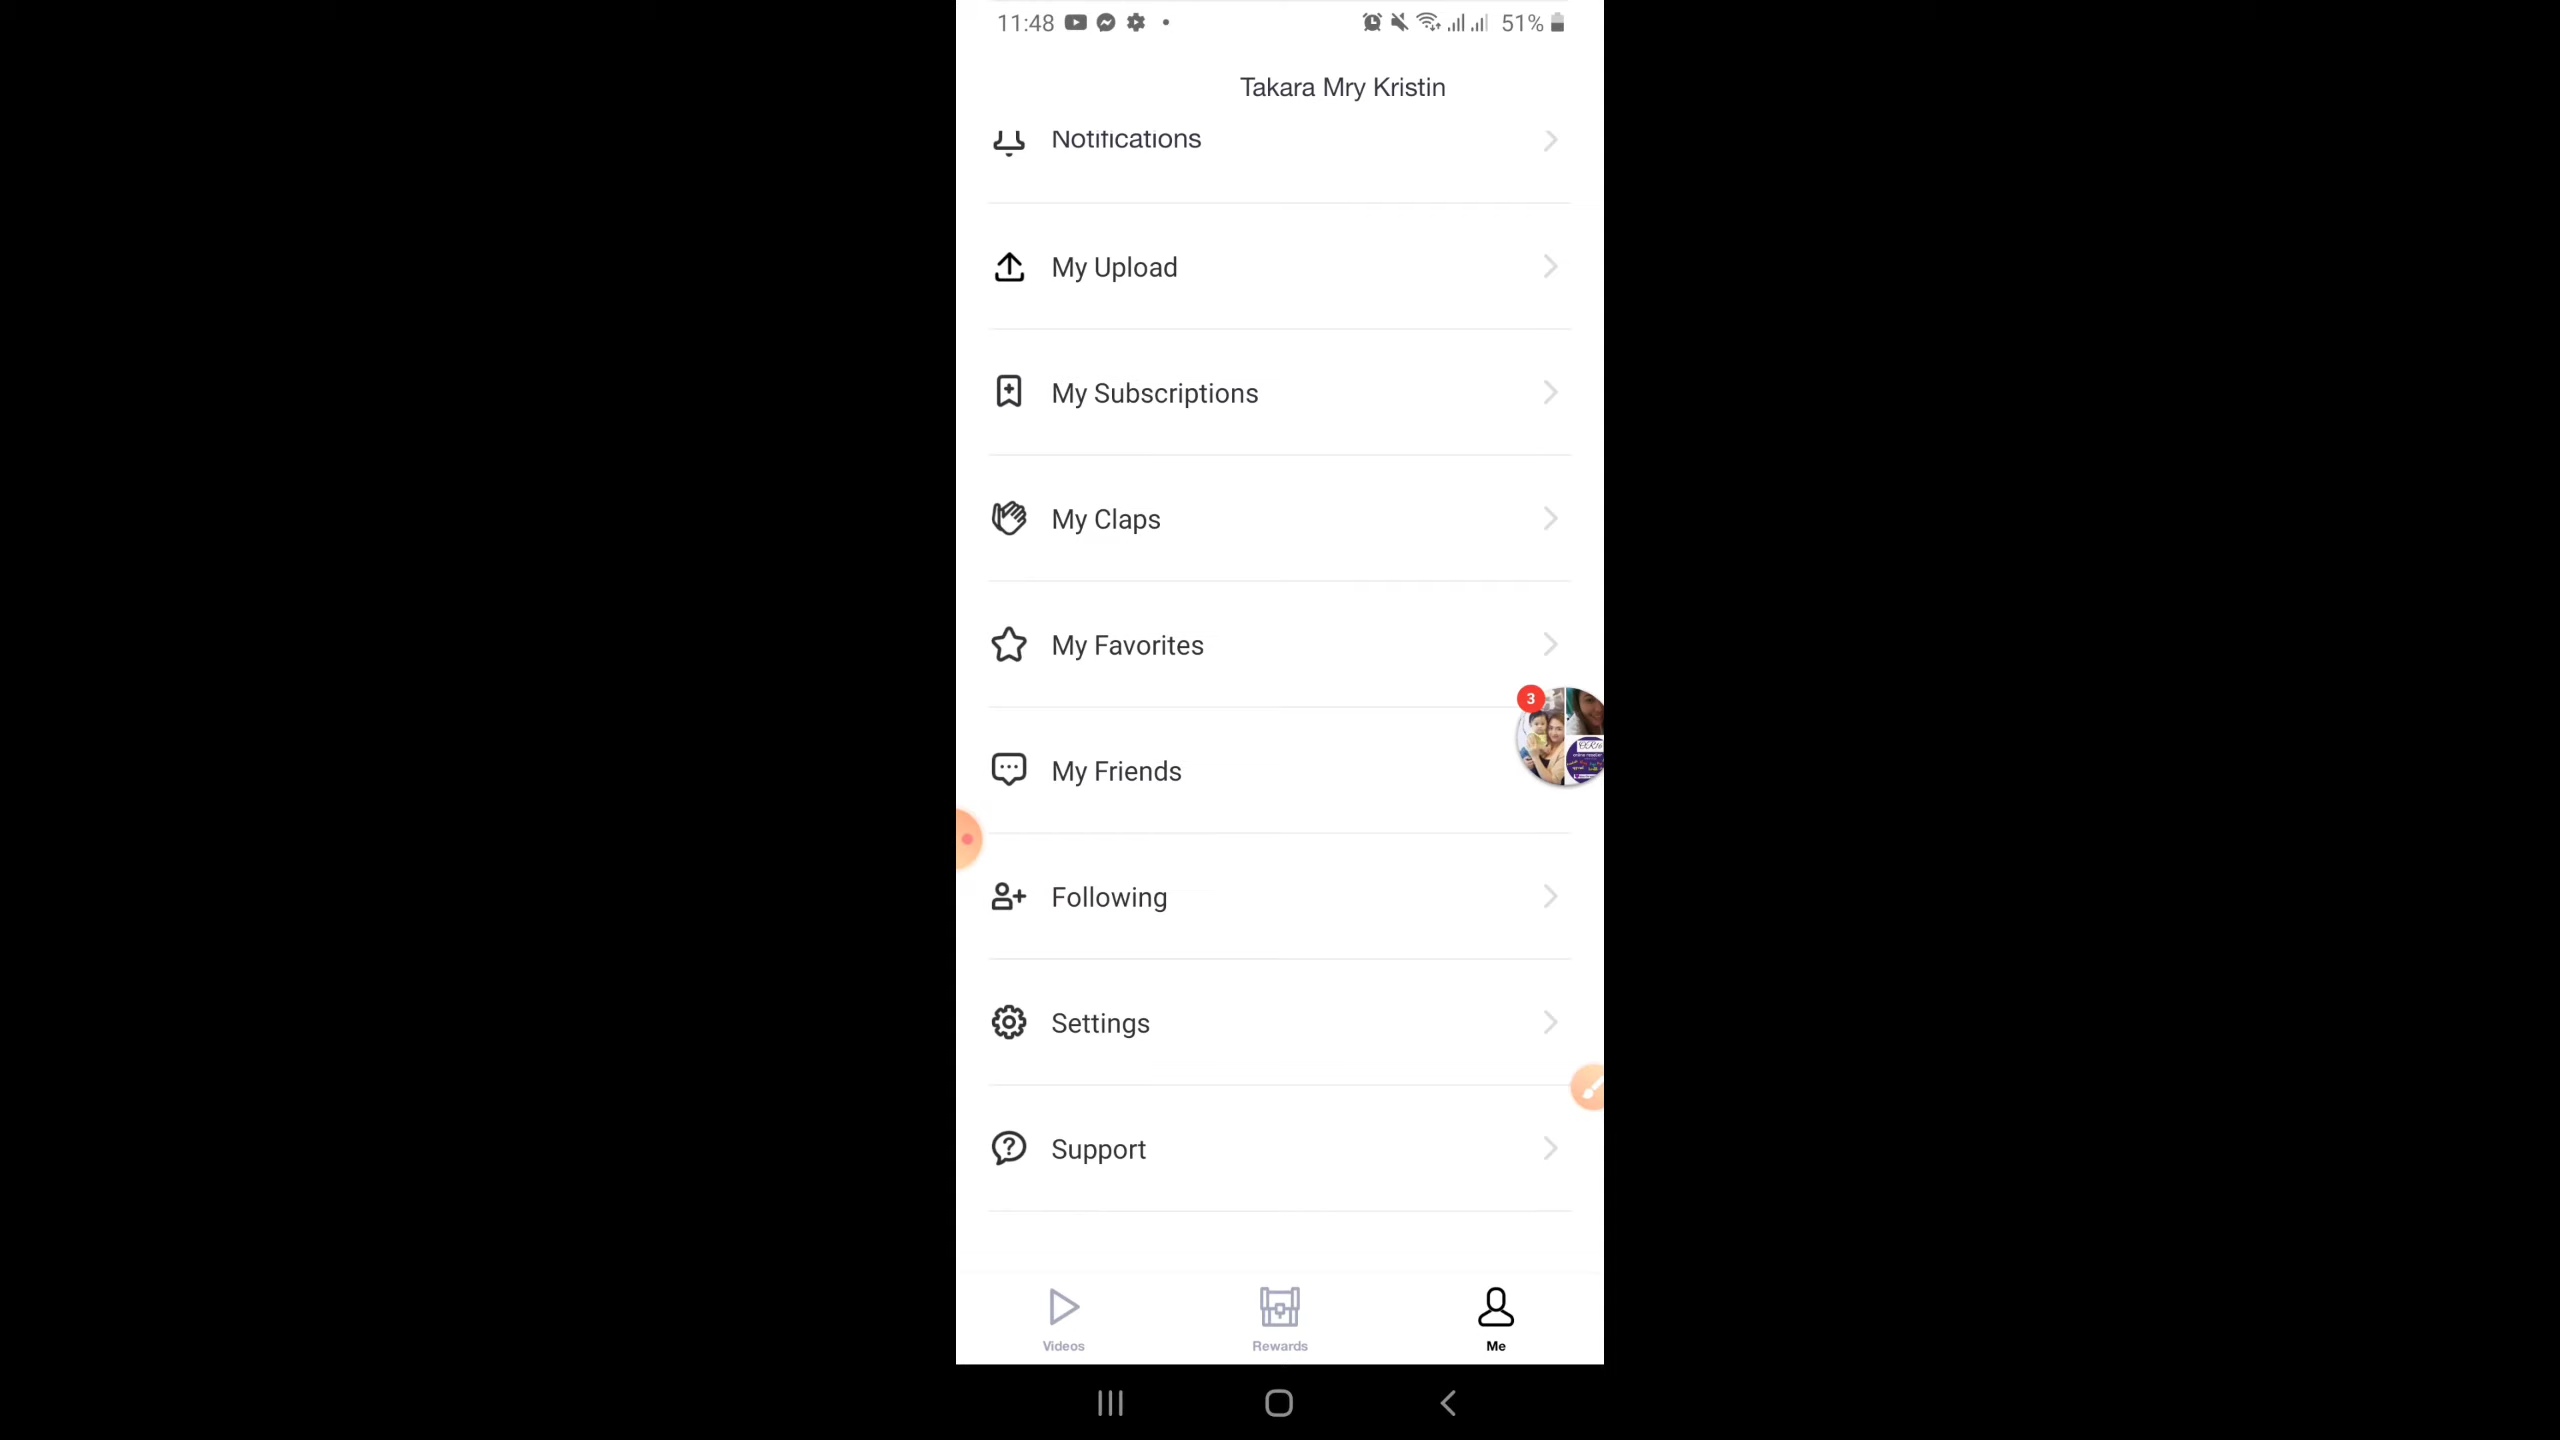 11:48
51%
Takara Mry Kristin
Notifications
My Upload
My Subscriptions
My Claps
My Favorites
3
My Friends
Following
Settings
Support
Videos
Rewards
Me